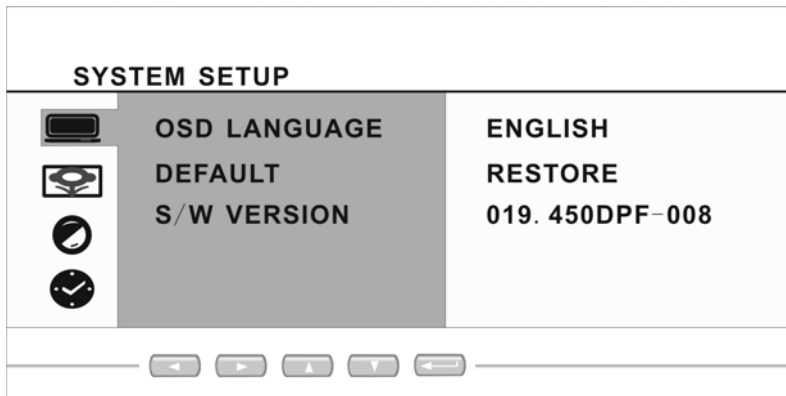 SYSTEM SETUP
OSD LANGUAGE ENGLISH
DEFAULT RESTORE
S/W VERSION 019. 450DPF-008